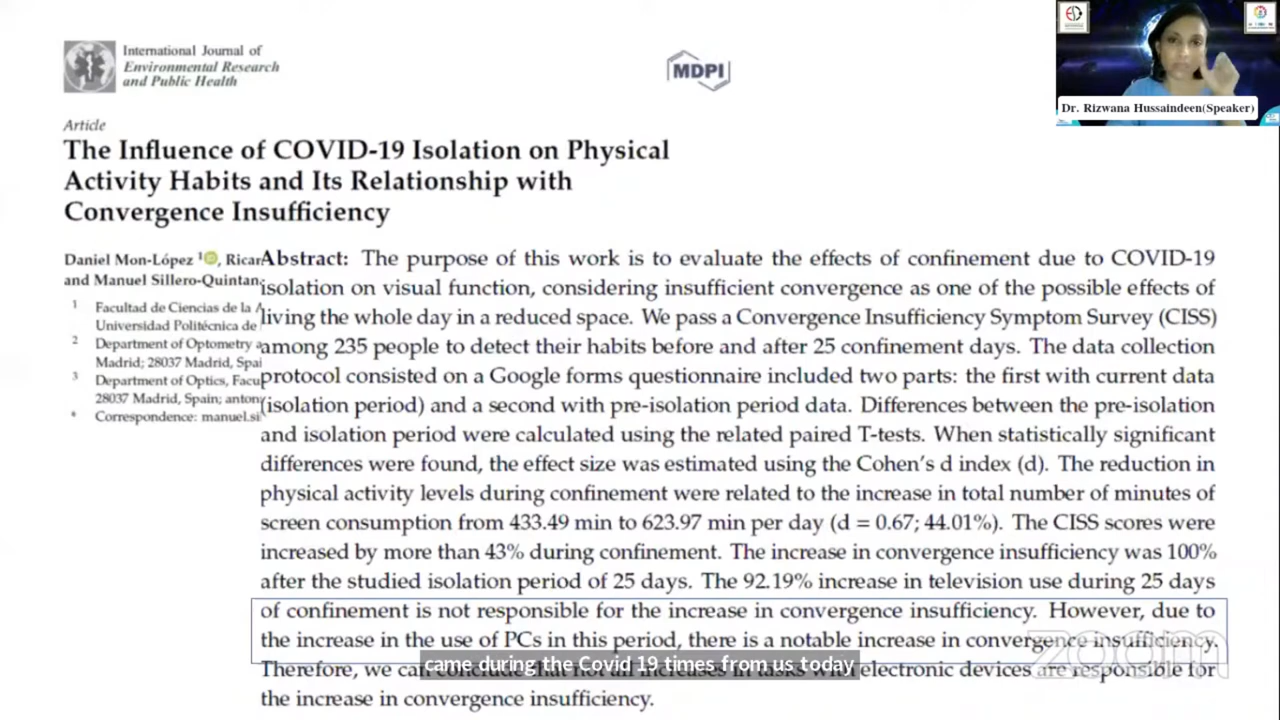 International Journal of
Environmental Research
and Public Health
MDPI
Dr. Rizwana Hussaindeen(Speaker)
Article
The Influence of COVID-19 Isolation on Physical
Activity Habits and Its Relationship with
Convergence Insufficiency
Daniel Mon-López 1, Ricar
and Manuel Sillero-Quintan
1 Facultad de Ciencias de la A
Universidad Politécnica de
2 Department of Optometry a
Madrid; 28037 Madrid, Spai
3 Department of Optics, Facu
28037 Madrid, Spain; anton
* Correspondence: manuel.si
Abstract: The purpose of this work is to evaluate the effects of confinement due to COVID-19
isolation on visual function, considering insufficient convergence as one of the possible effects of
living the whole day in a reduced space. We pass a Convergence Insufficiency Symptom Survey (CISS)
among 235 people to detect their habits before and after 25 confinement days. The data collection
protocol consisted on a Google forms questionnaire included two parts: the first with current data
(isolation period) and a second with pre-isolation period data. Differences between the pre-isolation
and isolation period were calculated using the related paired T-tests. When statistically significant
differences were found, the effect size was estimated using the Cohen's d index (d). The reduction in
physical activity levels during confinement were related to the increase in total number of minutes of
screen consumption from 433.49 min to 623.97 min per day (d = 0.67; 44.01%). The CISS scores were
increased by more than 43% during confinement. The increase in convergence insufficiency was 100%
after the studied isolation period of 25 days. The 92.19% increase in television use during 25 days
of confinement is not responsible for the increase in convergence insufficiency. However, due to
the increase in the use of PCs in this period, there is a notable increase in convergence insufficiency.
Therefore, we can conclude that not all increases in tasks with electronic devices are responsible for
the increase in convergence insufficiency.
came during the Covid 19 times from us today
zoom